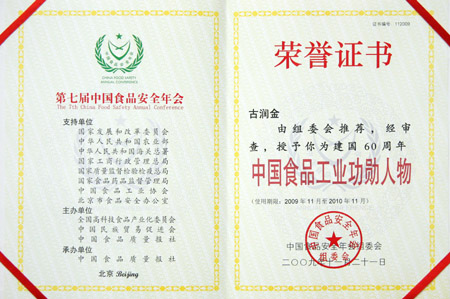 CHINA FOOD SAFETY
ANNUAL CONFERENCE
第七届中国食品安全年会
The 7th China Food Safety Annual Conference
支持单位
国家发展和改革委员会
中华人民共和国农业部
中华人民共和国海关总署
国家工商行政管理总局
国家质量监督检验检疫总局
国家食品药品监督管理局
中国食品工业协会
北京市食品安全办公室
主办单位
全国高科技食品产业化委员会
中国民族贸易促进会
中国食品质量报社
承办单位
中国食品质量报社
北京 Beijing
证书编号：112009
荣誉证书
古润金
由组委会推荐，经审
查，授予你为建国60周年
中国食品工业功勋人物
（使用期限：2009年11月至2010年11月）
中国食品安全年会
组委会
中国食品安全年会组委会
二〇〇九年十一月二十一日